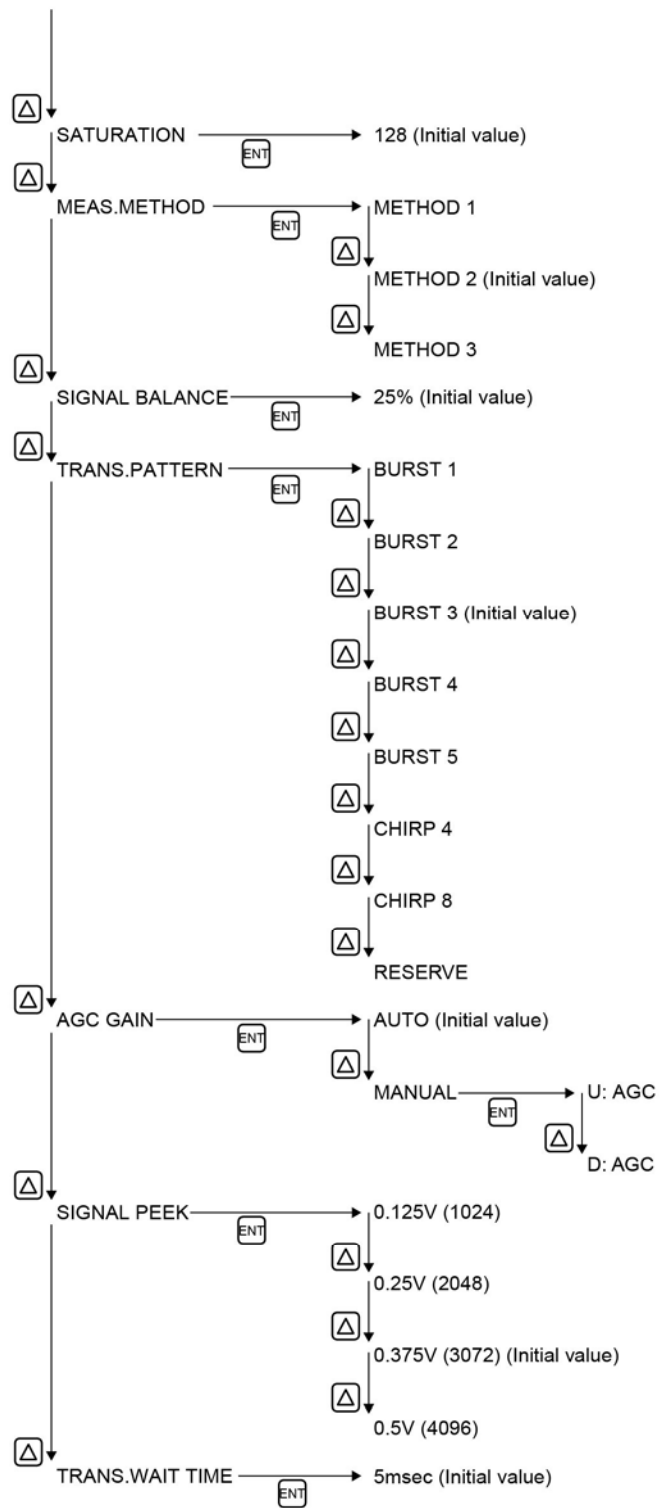 SATURATION ENT 128 (Initial value)
MEAS.METHOD ENT METHOD 1
METHOD 2 (Initial value)
METHOD 3
SIGNAL BALANCE ENT 25% (Initial value)
TRANS.PATTERN ENT BURST 1
BURST 2
BURST 3 (Initial value)
BURST 4
BURST 5
CHIRP 4
CHIRP 8
RESERVE
AGC GAIN ENT AUTO (Initial value)
MANUAL ENT U: AGC
D: AGC
SIGNAL PEEK ENT 0.125V (1024)
0.25V (2048)
0.375V (3072) (Initial value)
0.5V (4096)
TRANS.WAIT TIME ENT 5msec (Initial value)